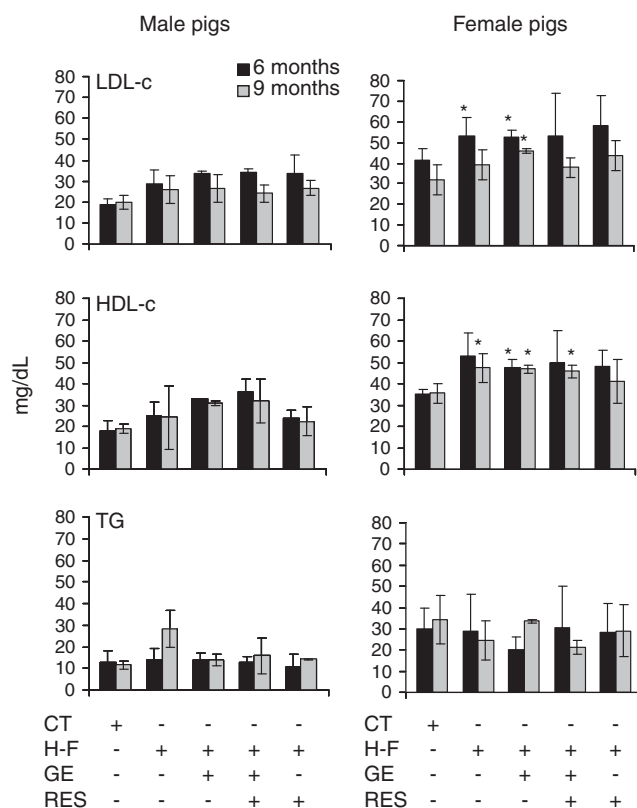 Male pigs Female pigs
LDL-c
6 months
9 months
80 80
70 70
60 60
50 50
40 40
30 30
20 20
10 10
0 0
* * *
HDL-c
80 80
70 70
60 60
50 50
40 40
30 30
20 20
10 10
0 0
* * * *
mg/dL
TG
80 80
70 70
60 60
50 50
40 40
30 30
20 20
10 10
0 0
CT + - - - - + - - - -
H-F - + + + + - + + + +
GE - - + + - - - + + -
RES - - - + + - - - + +